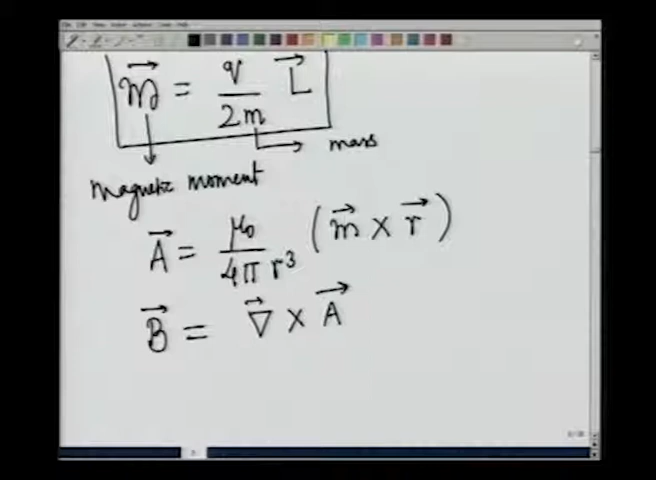 m⃗ = q/2m L⃗
mass
Magnetic moment
A⃗ = μ₀/4πr³ (m⃗ × r⃗)
B⃗ = ∇⃗ × A⃗